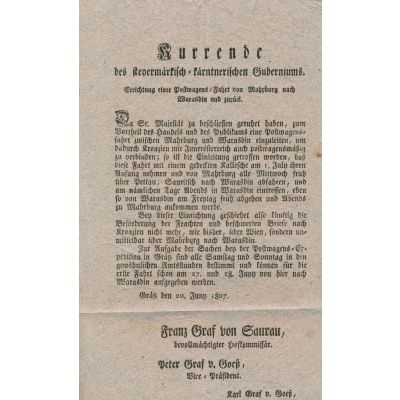 Kurrende
des steyermärkisch-kärntnerischen Guberniums.
Errichtung einer Postwagens-Fahrt von Mahrburg nach
Warasdin und zurück.
Da Se. Majestät zu beschliessen geruhet haben, zum
Vortheil des Handels und des Publikums eine Postwagens-
fahrt zwischen Mahrburg und Warasdin einzuleiten, um
dadurch Croazien mit Innerösterreich auch postwagensmäßig
zu verbinden; so ist die Einleitung getroffen worden, daß
diese Fahrt mit einem gedeckten Kallesche am 1. July ihren
Anfang nehmen und von Mahrburg alle Mittwoch früh
über Pettau, Sauritsch nach Warasdin abfahren, und
am nämlichen Tage Abends in Warasdin eintreffen, eben
so von Warasdin am Freytag früh abgehen und Abends
zu Mahrburg ankommen werde.
Bey dieser Einrichtung geschiehet also künftig die
Beförderung der Frachten und beschwerten Briefe nach
Kroazien nicht mehr, wie bisher, über Wien, sondern un-
mittelbar über Mahrburg nach Warasdin.
Zur Aufgabe der Sachen bey der Postwagens-Ex-
pedition in Grätz sind alle Samstag und Sonntag in den
gewöhnlichen Amtsstunden bestimmt und können für die
erste Fahrt schon am 27. und 28. Juny von hier nach
Warasdin aufgegeben werden.
Grätz den 20. Juny 1807.
Franz Graf von Saurau,
bevollmächtigter Hofkommissär.
Peter Graf v. Goeß,
Vice-Präsident.
Karl Graf v. Goeß,